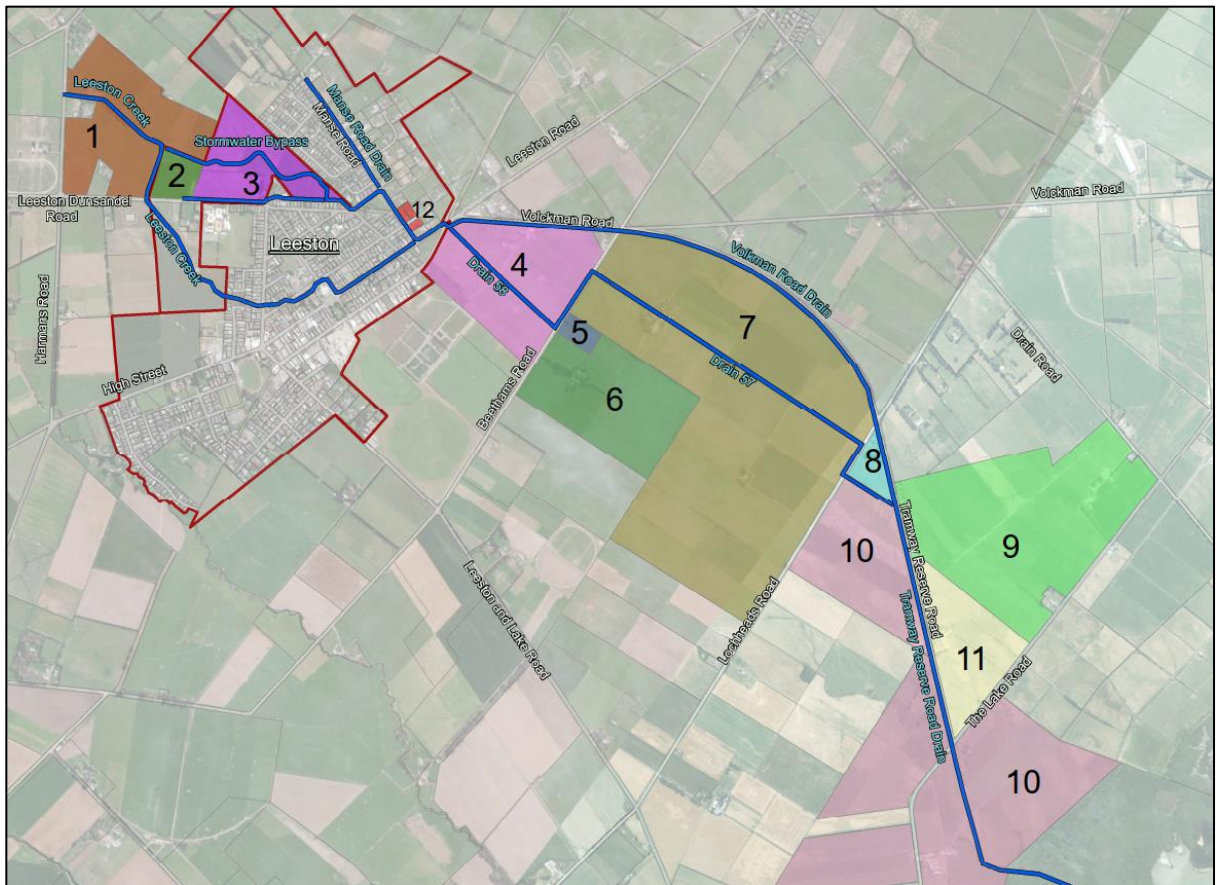 Leeston Creek
1
Manse Road Drain
Manse Road
Stormwater Bypass
Leeston Road
2
3
Leeston Dunsandel
Road
12
Volckman Road
Volckman Road
Leeston
Leeston Creek
Harmans Road
4
Drain 53
Volkman Road Drain
5
7
Drain Road
High Street
Beethams Road
6
Drain 57
8
Tramway Reserve Road
9
10
Leeston and Lake Road
Lochheads Road
Tramway Reserve Road Drain
11
The Lake Road
10